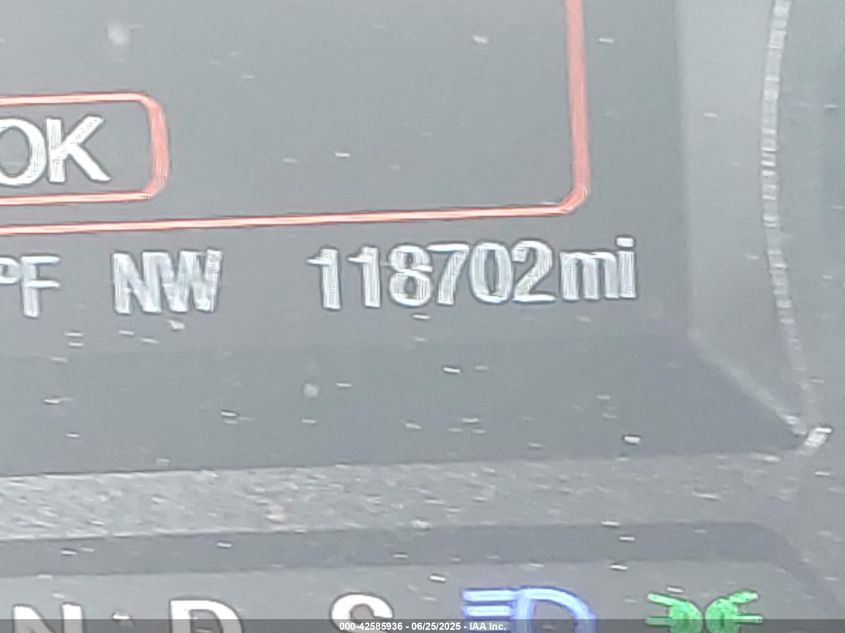 OK
°F NW 118702mi
N D S
000-42585936 - 06/25/2025 - IAA Inc.